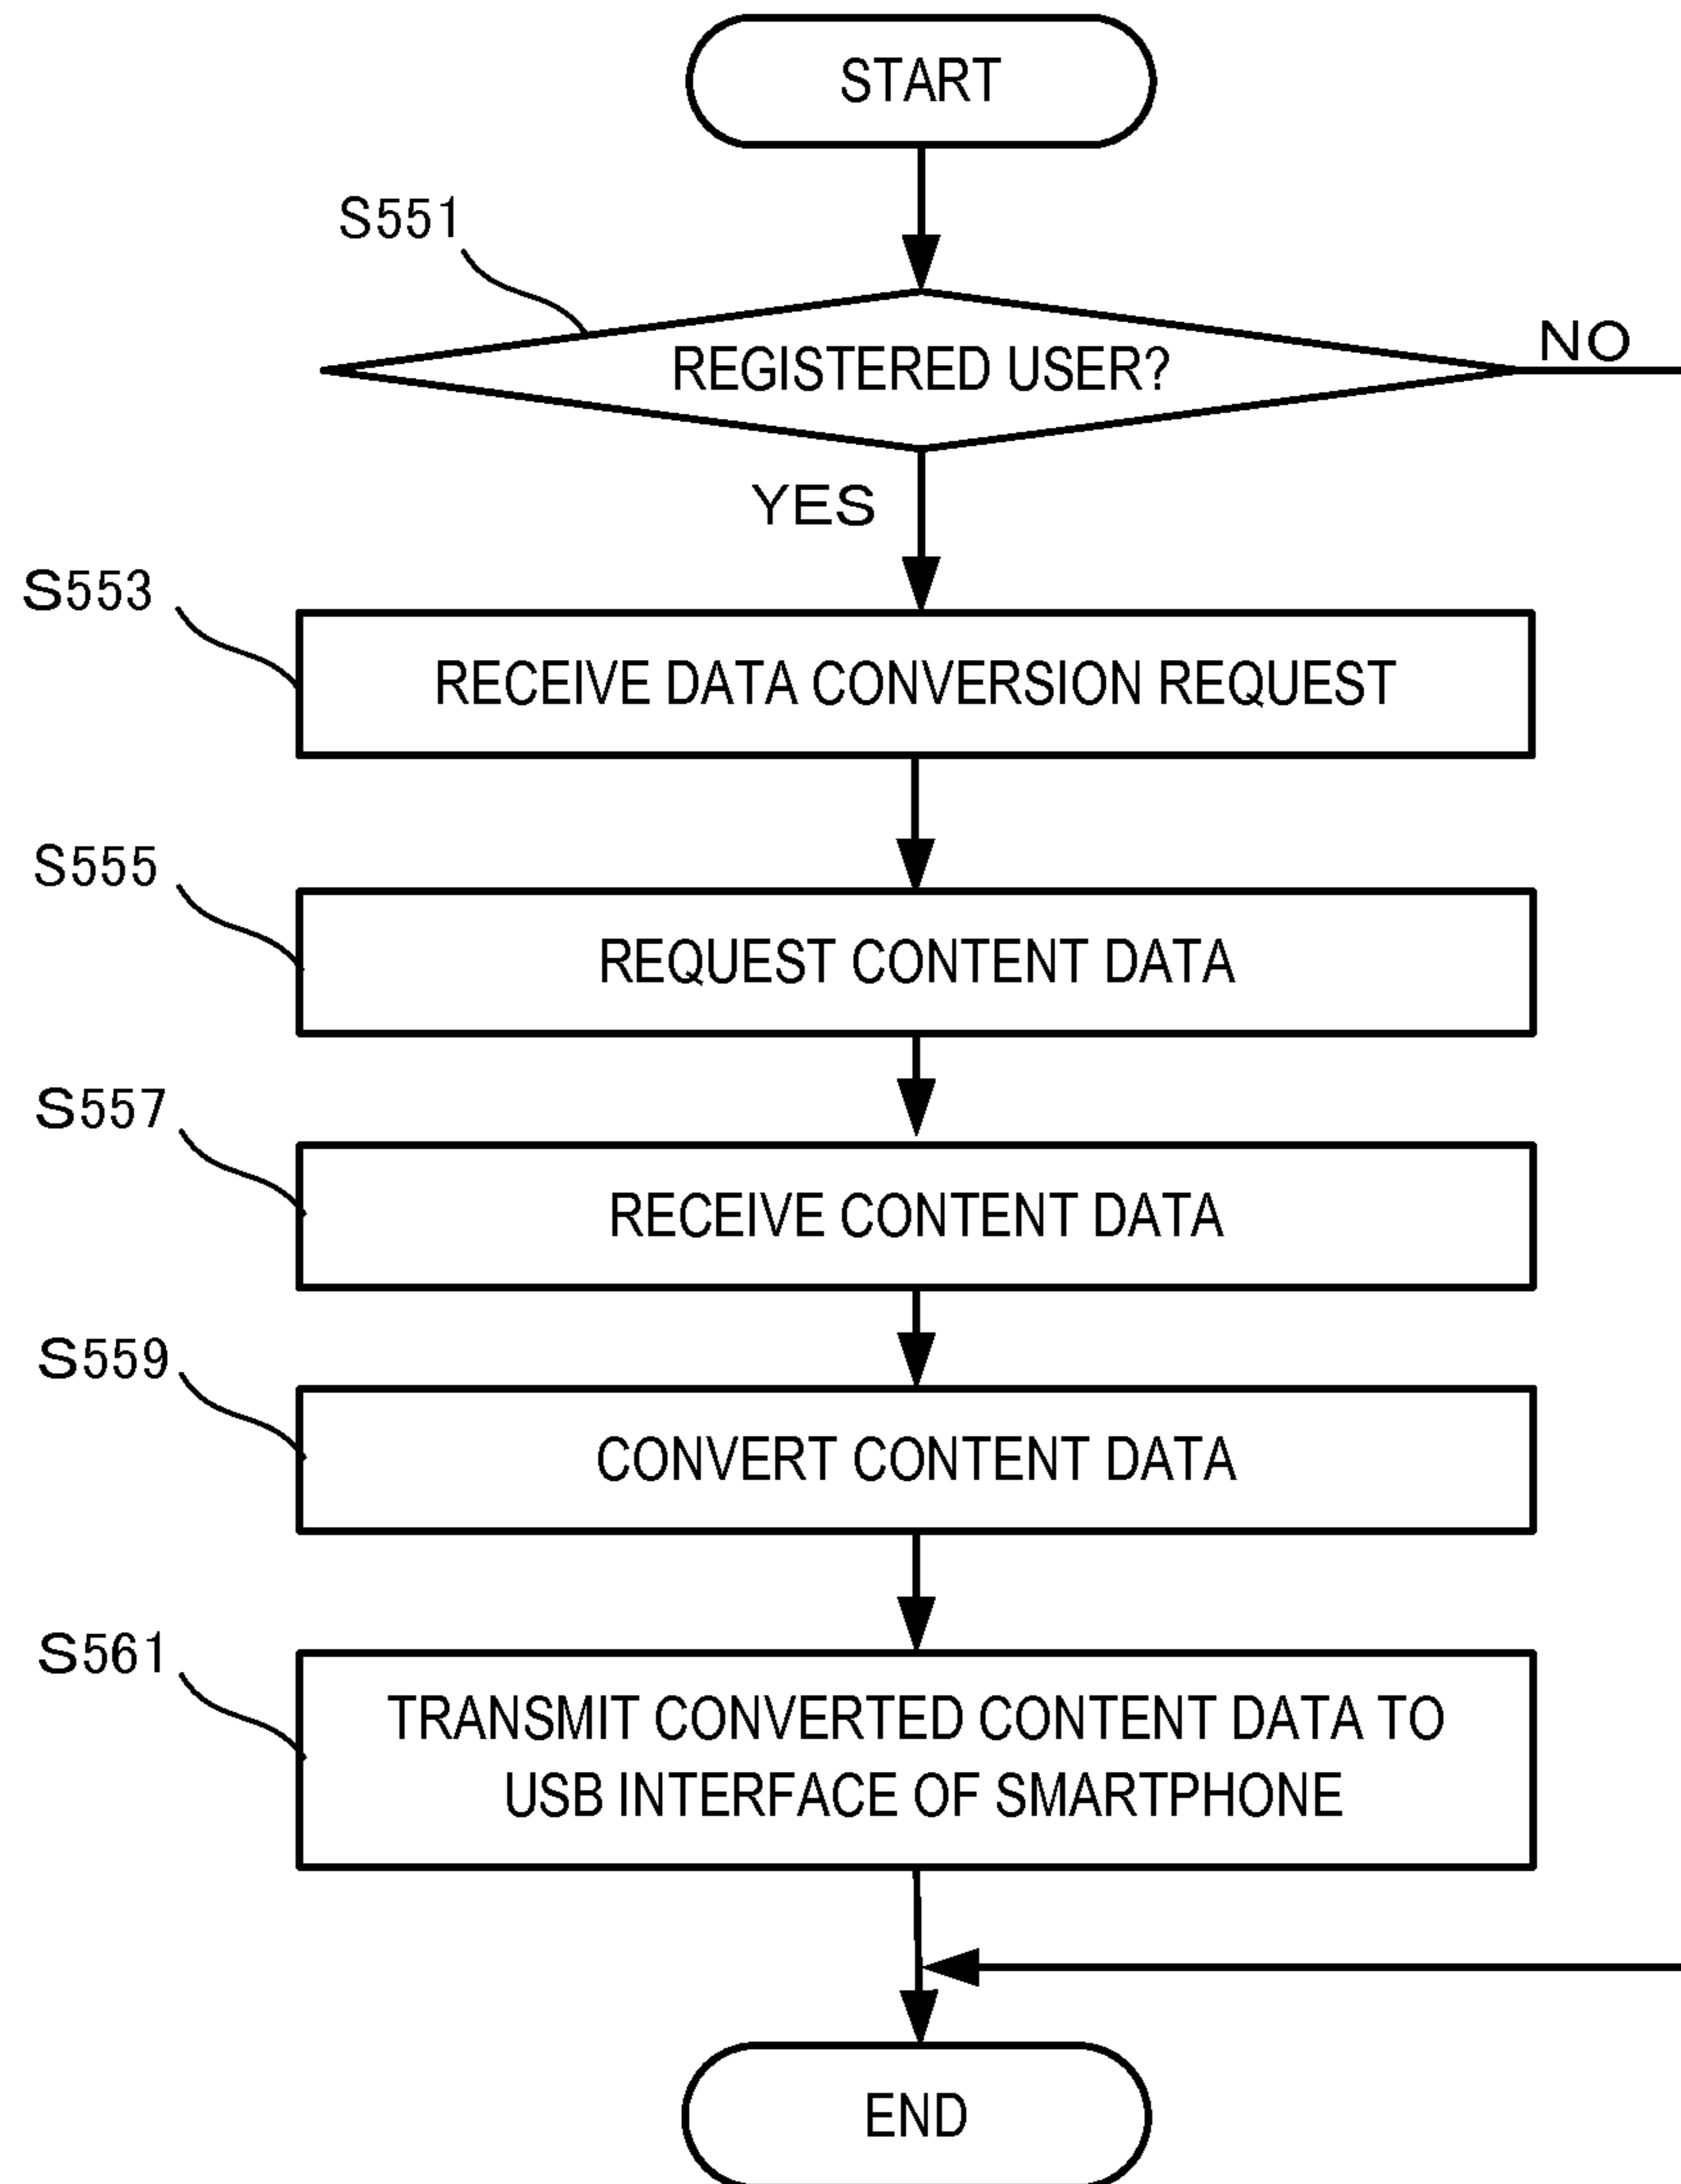 START
S551
REGISTERED USER?
NO
YES
S553
RECEIVE DATA CONVERSION REQUEST
S555
REQUEST CONTENT DATA
S557
RECEIVE CONTENT DATA
S559
CONVERT CONTENT DATA
S561
TRANSMIT CONVERTED CONTENT DATA TO
USB INTERFACE OF SMARTPHONE
END